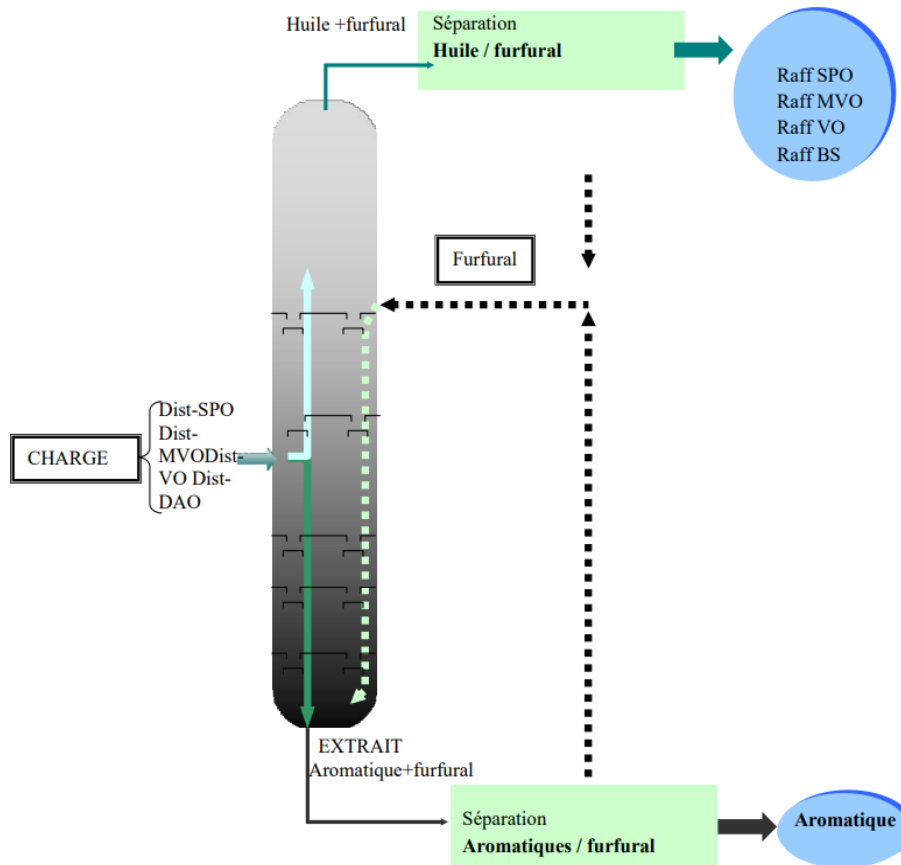 Huile +furfural
Séparation
Huile / furfural
Raff SPO
Raff MVO
Raff VO
Raff BS
Furfural
CHARGE
Dist-SPO
Dist-
MVODist-
VO Dist-
DAO
EXTRAIT
Aromatique+furfural
Séparation
Aromatiques / furfural
Aromatique